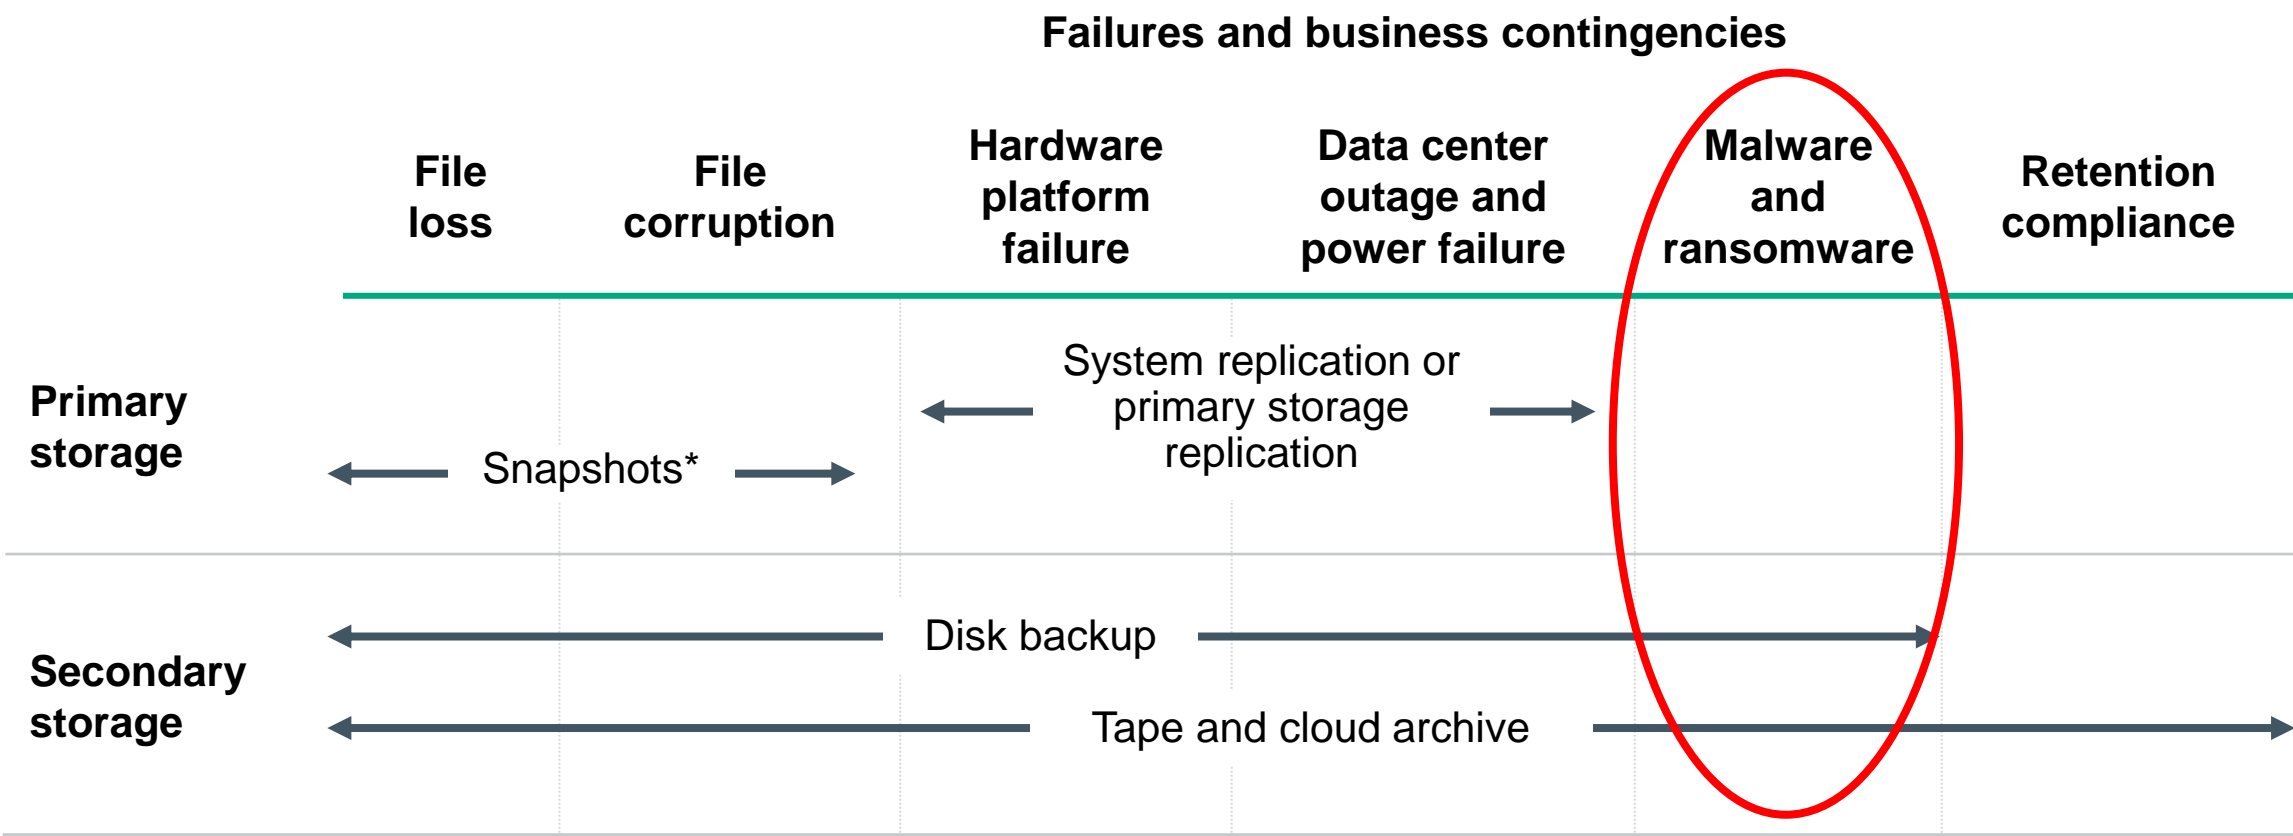 Failures and business contingencies
File
loss
File
corruption
Hardware
platform
failure
Data center
outage and
power failure
Malware
and
ransomware
Retention
compliance
Primary
storage
System replication or
primary storage
replication
Snapshots*
Secondary
storage
Disk backup
Tape and cloud archive